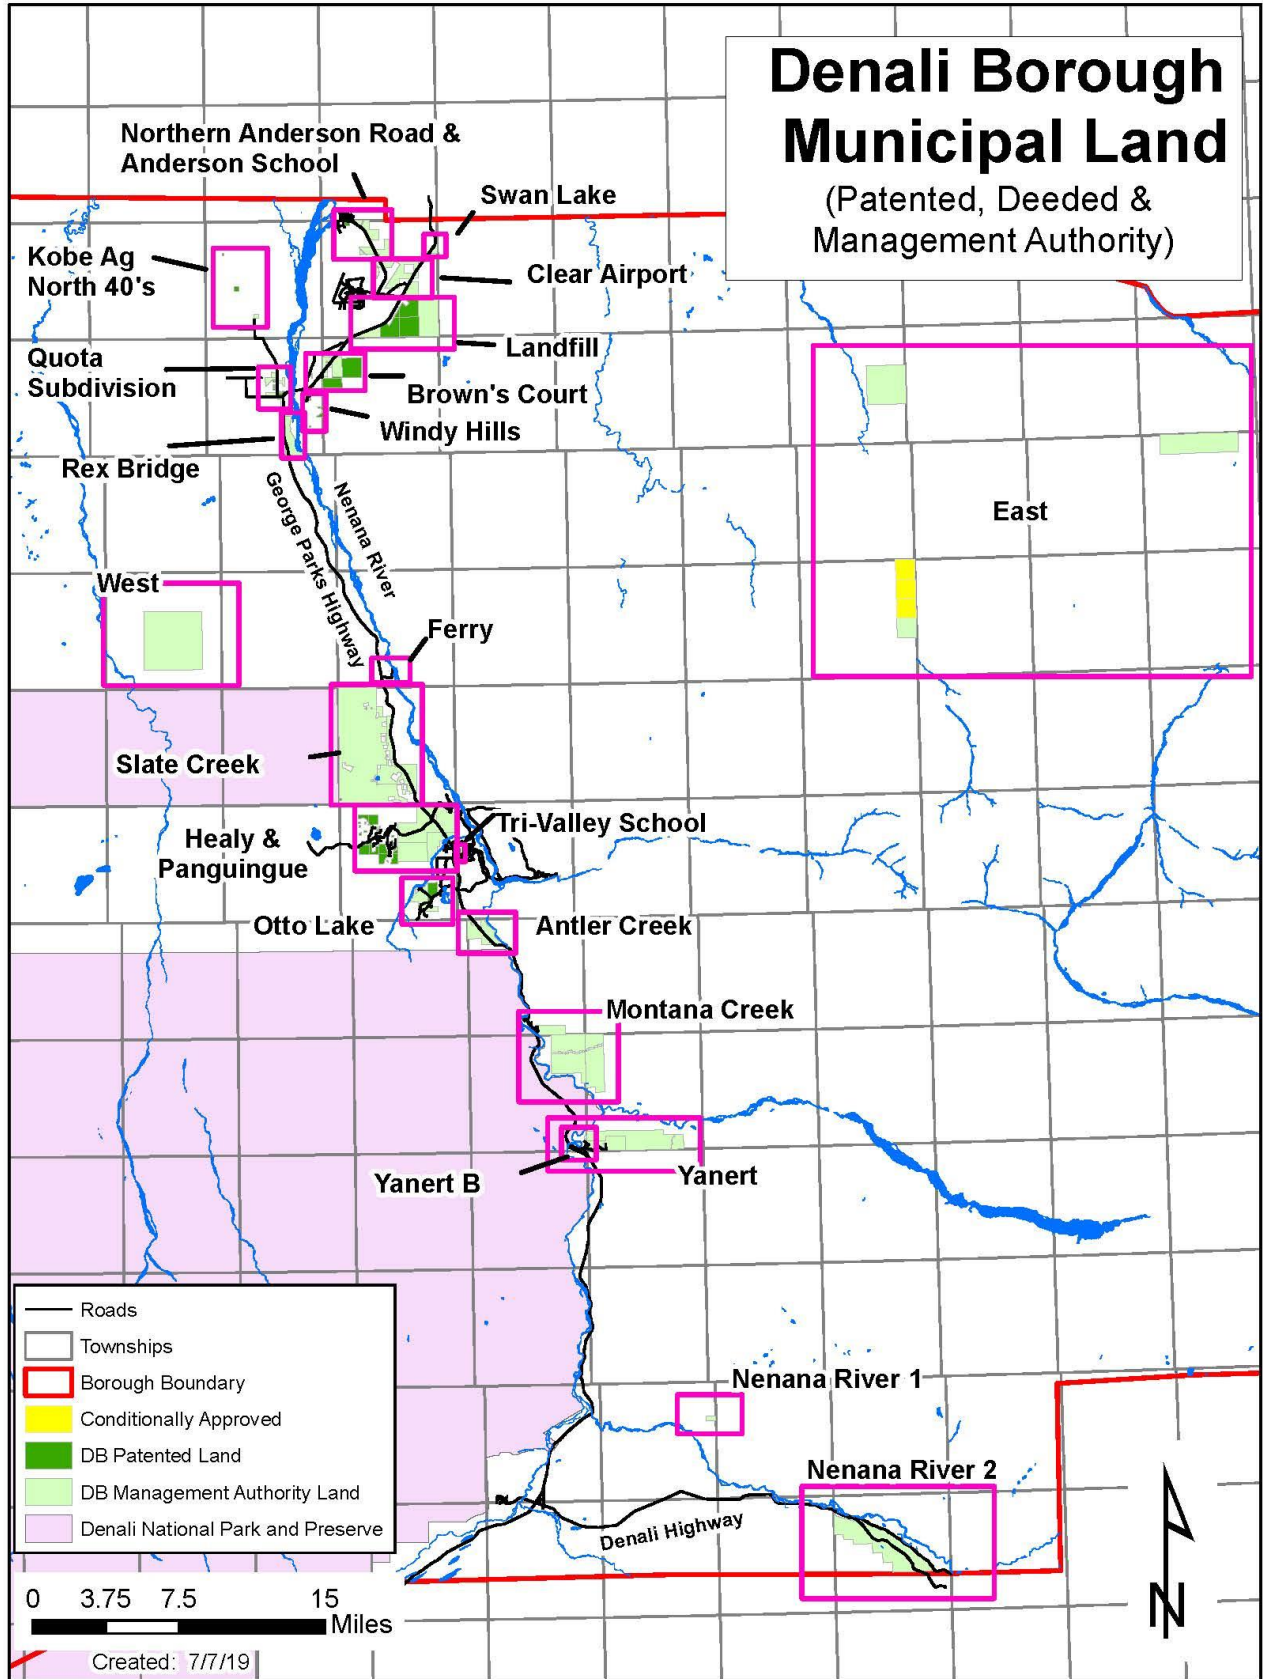 Denali Borough
Municipal Land
(Patented, Deeded &
Management Authority)
Northern Anderson Road &
Anderson School
Swan Lake
Kobe Ag
North 40's
Clear Airport
Landfill
Quota
Subdivision
Brown's Court
Windy Hills
Rex Bridge
George Parks Highway
Nenana River
East
West
Ferry
Slate Creek
Tri-Valley School
Healy &
Panguingue
Otto Lake
Antler Creek
Montana Creek
Yanert B
Yanert
Nenana River 1
Nenana River 2
Denali Highway
Roads
Townships
Borough Boundary
Conditionally Approved
DB Patented Land
DB Management Authority Land
Denali National Park and Preserve
0 3.75 7.5 15
Miles
Created: 7/7/19
N